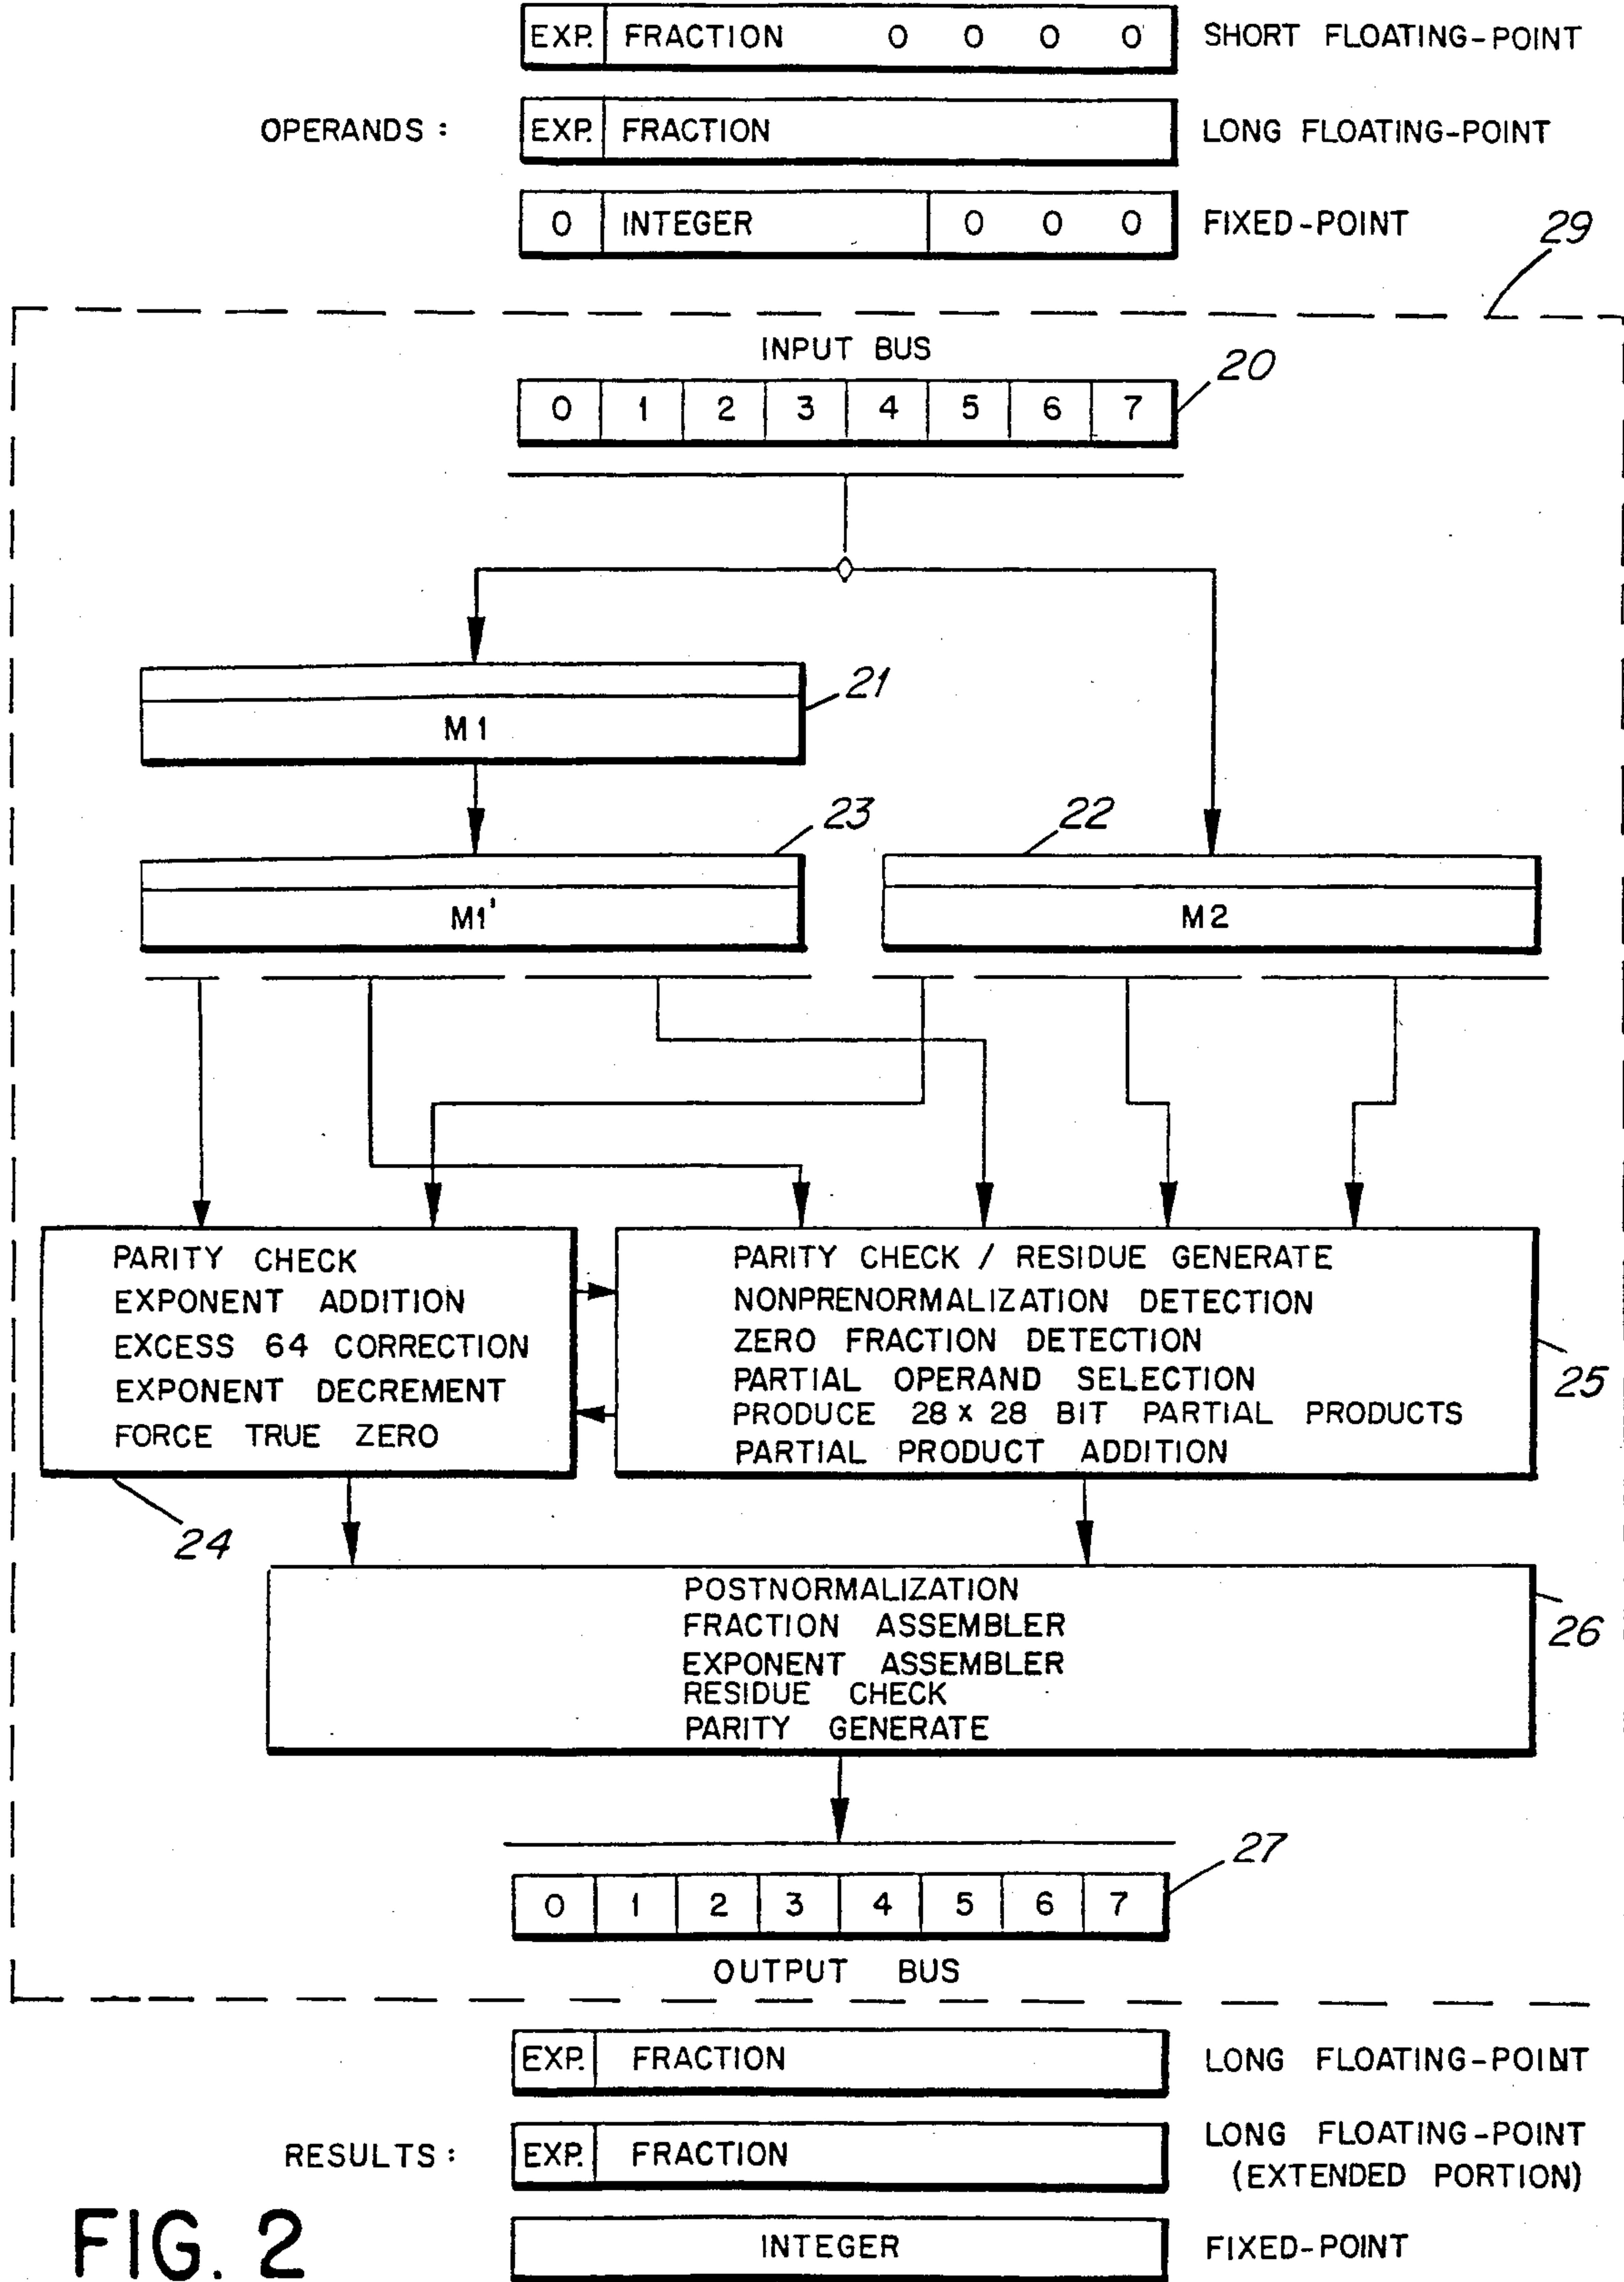 EXP. FRACTION 0 0 0 0 SHORT FLOATING-POINT
OPERANDS : EXP. FRACTION LONG FLOATING-POINT
0 INTEGER 0 0 0 FIXED-POINT
29
INPUT BUS
20
0 1 2 3 4 5 6 7
21
M1
23
22
M1'
M2
PARITY CHECK
EXPONENT ADDITION
EXCESS 64 CORRECTION
EXPONENT DECREMENT
FORCE TRUE ZERO
PARITY CHECK / RESIDUE GENERATE
NONPRENORMALIZATION DETECTION
ZERO FRACTION DETECTION
PARTIAL OPERAND SELECTION
PRODUCE 28 x 28 BIT PARTIAL PRODUCTS
PARTIAL PRODUCT ADDITION
25
24
POSTNORMALIZATION
FRACTION ASSEMBLER
EXPONENT ASSEMBLER
RESIDUE CHECK
PARITY GENERATE
26
27
0 1 2 3 4 5 6 7
OUTPUT BUS
EXP. FRACTION LONG FLOATING-POINT
RESULTS : EXP. FRACTION LONG FLOATING-POINT
(EXTENDED PORTION)
INTEGER FIXED-POINT
FIG. 2